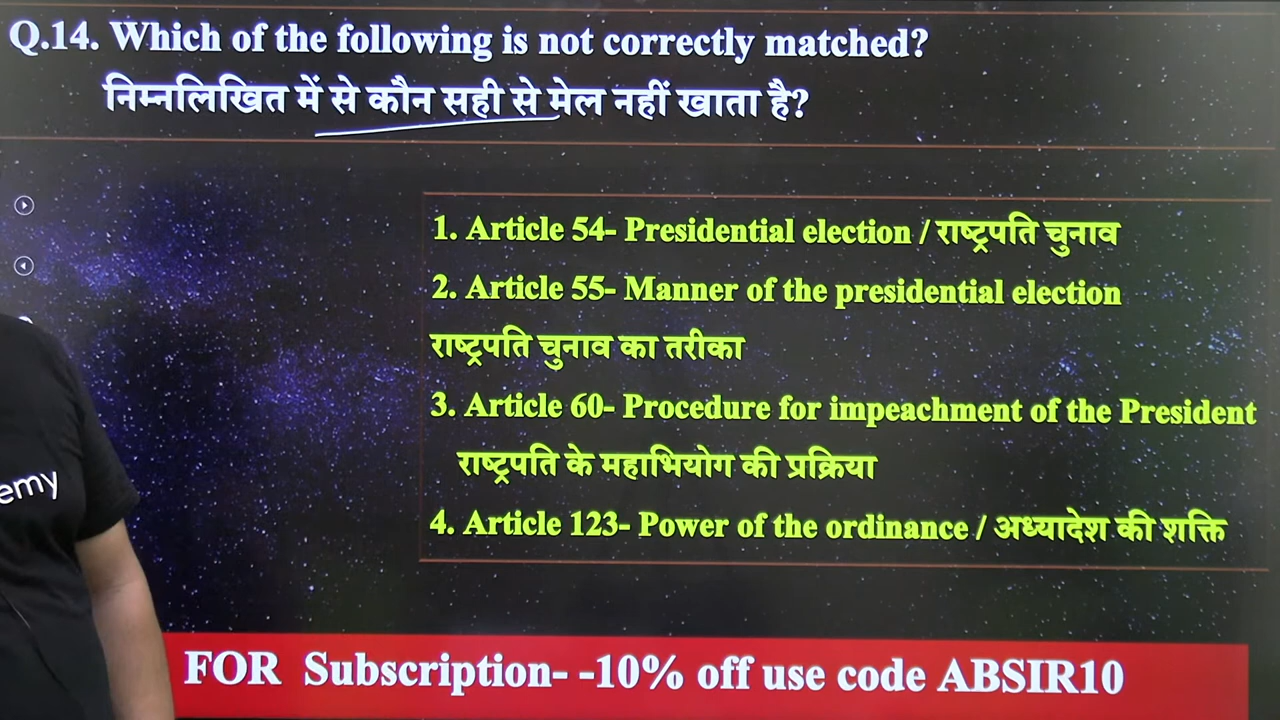 Q.14. Which of the following is not correctly matched?
निम्नलिखित में से कौन सही से मेल नहीं खाता है?
1. Article 54- Presidential election / राष्ट्रपति चुनाव
2. Article 55- Manner of the presidential election
राष्ट्रपति चुनाव का तरीका
3. Article 60- Procedure for impeachment of the President
राष्ट्रपति के महाभियोग की प्रक्रिया
4. Article 123- Power of the ordinance / अध्यादेश की शक्ति
emy
FOR Subscription- -10% off use code ABSIR10